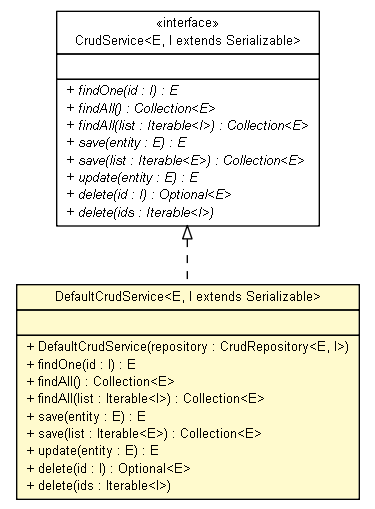 «interface»
CrudService<E, I extends Serializable>
+ findOne(id : I) : E
+ findAll() : Collection<E>
+ findAll(list : Iterable<I>) : Collection<E>
+ save(entity : E) : E
+ save(list : Iterable<E>) : Collection<E>
+ update(entity : E) : E
+ delete(id : I) : Optional<E>
+ delete(ids : Iterable<I>)
DefaultCrudService<E, I extends Serializable>
+ DefaultCrudService(repository : CrudRepository<E, I>)
+ findOne(id : I) : E
+ findAll() : Collection<E>
+ findAll(list : Iterable<I>) : Collection<E>
+ save(entity : E) : E
+ save(list : Iterable<E>) : Collection<E>
+ update(entity : E) : E
+ delete(id : I) : Optional<E>
+ delete(ids : Iterable<I>)